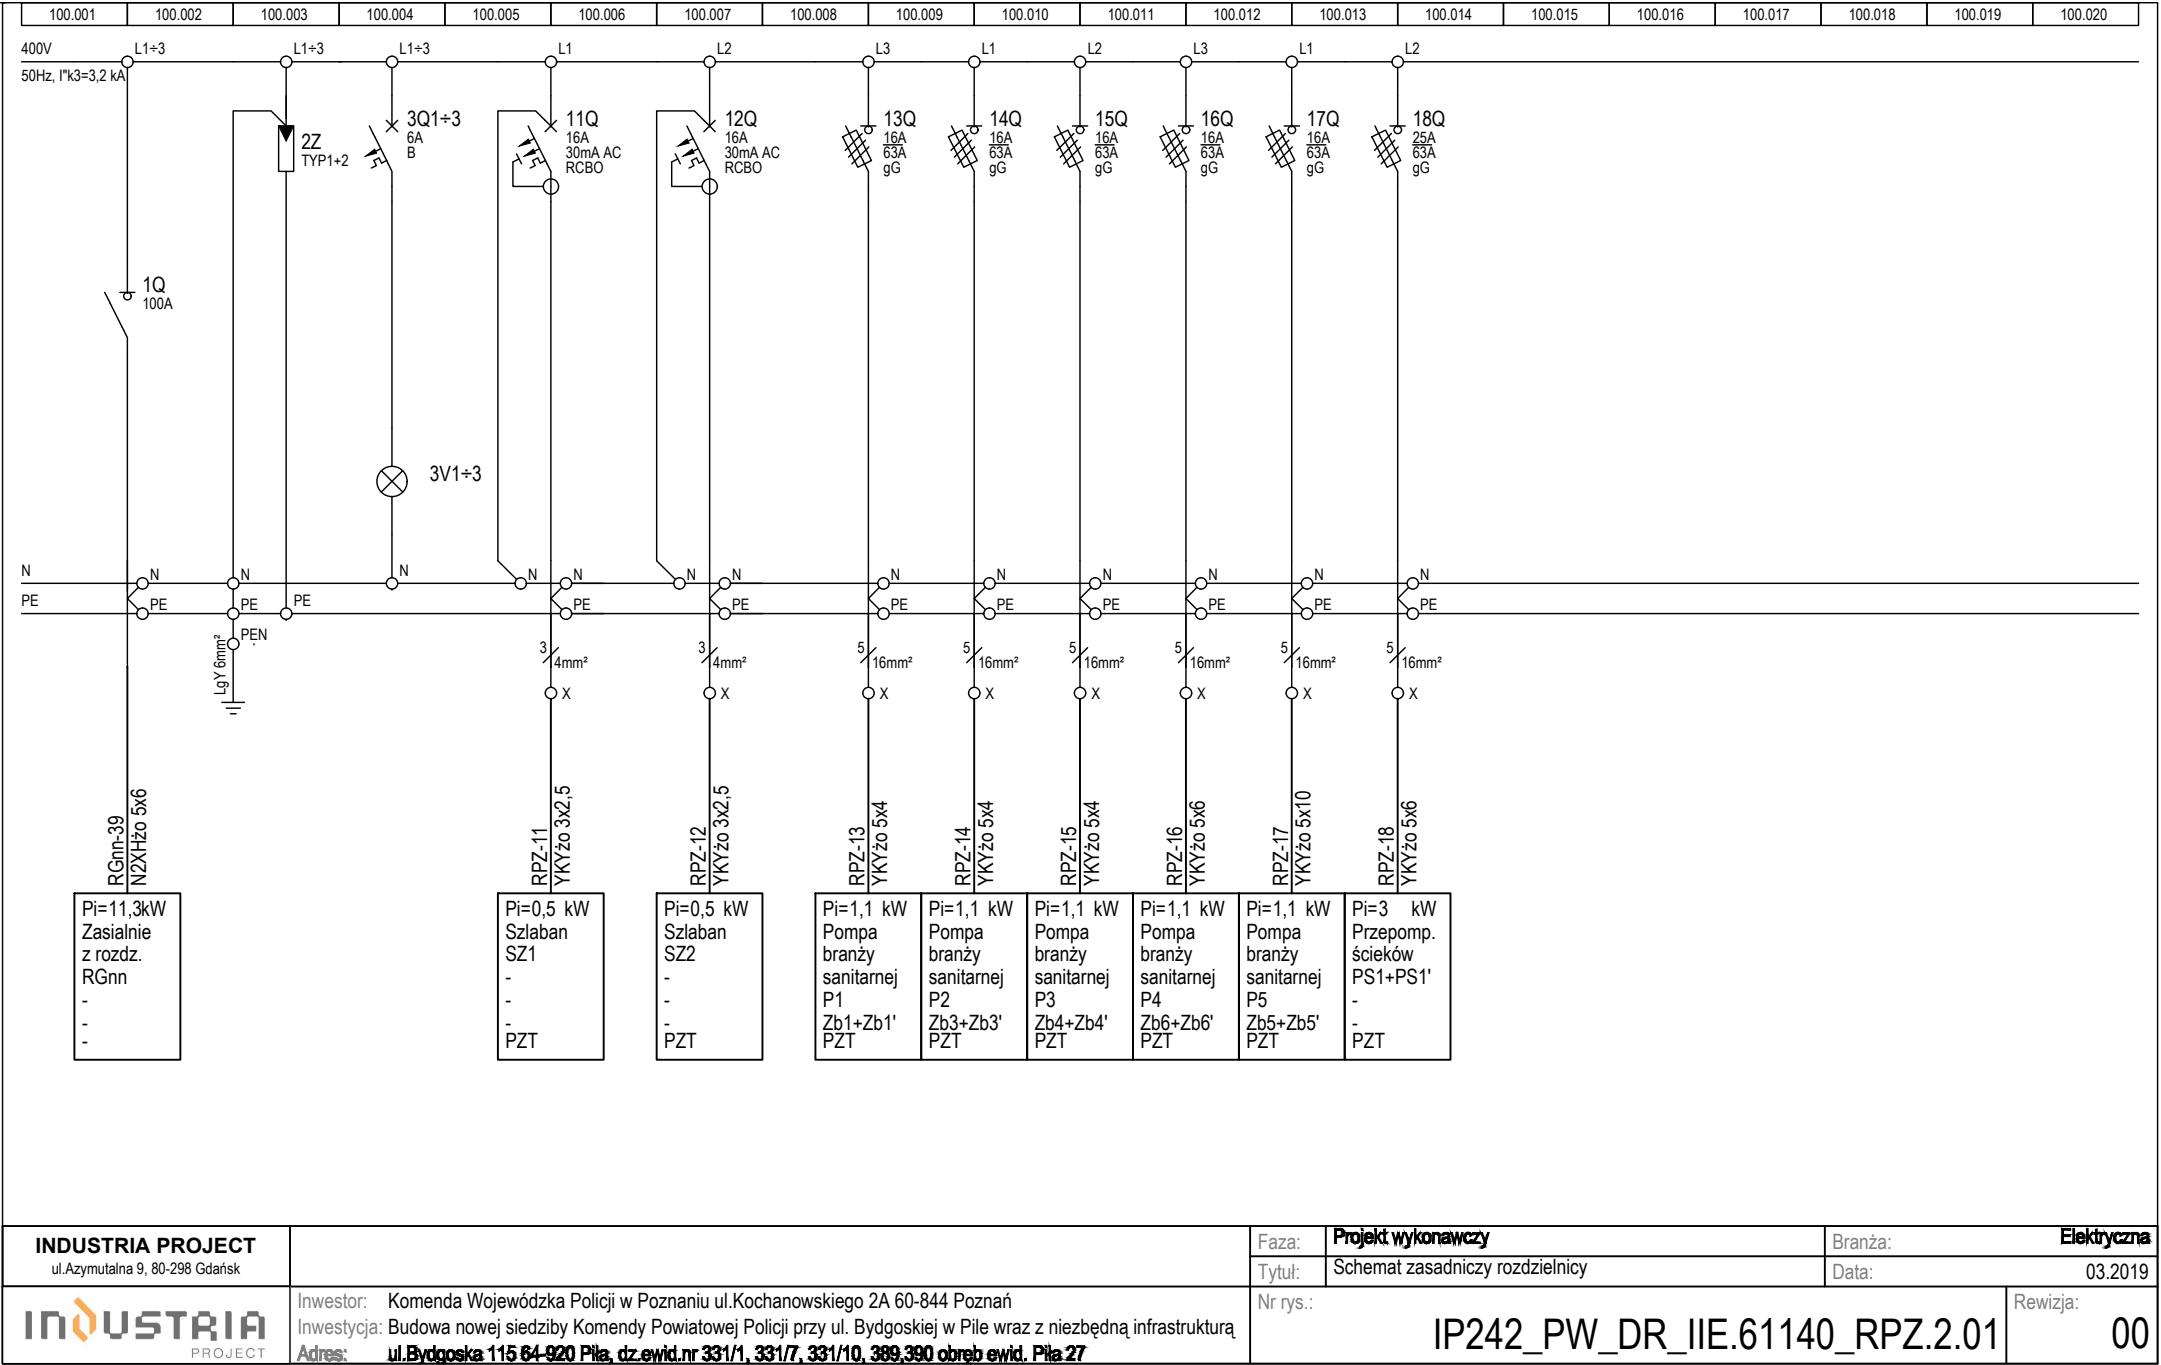 100.001 100.002 100.003 100.004 100.005 100.006 100.007 100.008 100.009 100.010 100.011 100.012 100.013 100.014 100.015 100.016 100.017 100.018 100.019 100.020
400V L1÷3 L1÷3 L1÷3 L1 L2 L3 L1 L2 L3 L1 L2
50Hz, I"k3=3,2 kA
2Z
TYP1+2
3Q1÷3
6A
B
11Q
16A
30mA AC
RCBO
12Q
16A
30mA AC
RCBO
13Q
16A
63A
gG
14Q
16A
63A
gG
15Q
16A
63A
gG
16Q
16A
63A
gG
17Q
16A
63A
gG
18Q
25A
63A
gG
1Q
100A
3V1÷3
N N N N N N N N N N N N N N
PE PE PE PE PE PE PE PE PE PE PE PE
PEN
LgY 6mm²
3 4mm² 3 4mm² 5 16mm² 5 16mm² 5 16mm² 5 16mm² 5 16mm² 5 16mm²
X X X X X X X X
RGnn-39
N2XHżo 5x6
RPZ-11
YKYżo 3x2,5
RPZ-12
YKYżo 3x2,5
RPZ-13
YKYżo 5x4
RPZ-14
YKYżo 5x4
RPZ-15
YKYżo 5x4
RPZ-16
YKYżo 5x6
RPZ-17
YKYżo 5x10
RPZ-18
YKYżo 5x6
Pi=11,3kW
Zasialnie
z rozdz.
RGnn
-
-
-
Pi=0,5 kW
Szlaban
SZ1
-
-
-
PZT
Pi=0,5 kW
Szlaban
SZ2
-
-
-
PZT
Pi=1,1 kW
Pompa
branży
sanitarnej
P1
Zb1+Zb1'
PZT
Pi=1,1 kW
Pompa
branży
sanitarnej
P2
Zb3+Zb3'
PZT
Pi=1,1 kW
Pompa
branży
sanitarnej
P3
Zb4+Zb4'
PZT
Pi=1,1 kW
Pompa
branży
sanitarnej
P4
Zb6+Zb6'
PZT
Pi=1,1 kW
Pompa
branży
sanitarnej
P5
Zb5+Zb5'
PZT
Pi=3 kW
Przepomp.
ścieków
PS1+PS1'
-
-
PZT
INDUSTRIA PROJECT
ul.Azymutalna 9, 80-298 Gdańsk
INDUSTRIA
PROJECT
Inwestor: Komenda Wojewódzka Policji w Poznaniu ul.Kochanowskiego 2A 60-844 Poznań
Inwestycja: Budowa nowej siedziby Komendy Powiatowej Policji przy ul. Bydgoskiej w Pile wraz z niezbędną infrastrukturą
Adres: ul.Bydgoska 115 64-920 Piła, dz.ewid.nr 331/1, 331/7, 331/10, 389,390 obręb ewid. Piła 27
Faza: Projekt wykonawczy
Branża: Elektryczna
Tytuł: Schemat zasadniczy rozdzielnicy
Data: 03.2019
Nr rys.: IP242_PW_DR_IIE.61140_RPZ.2.01
Rewizja: 00